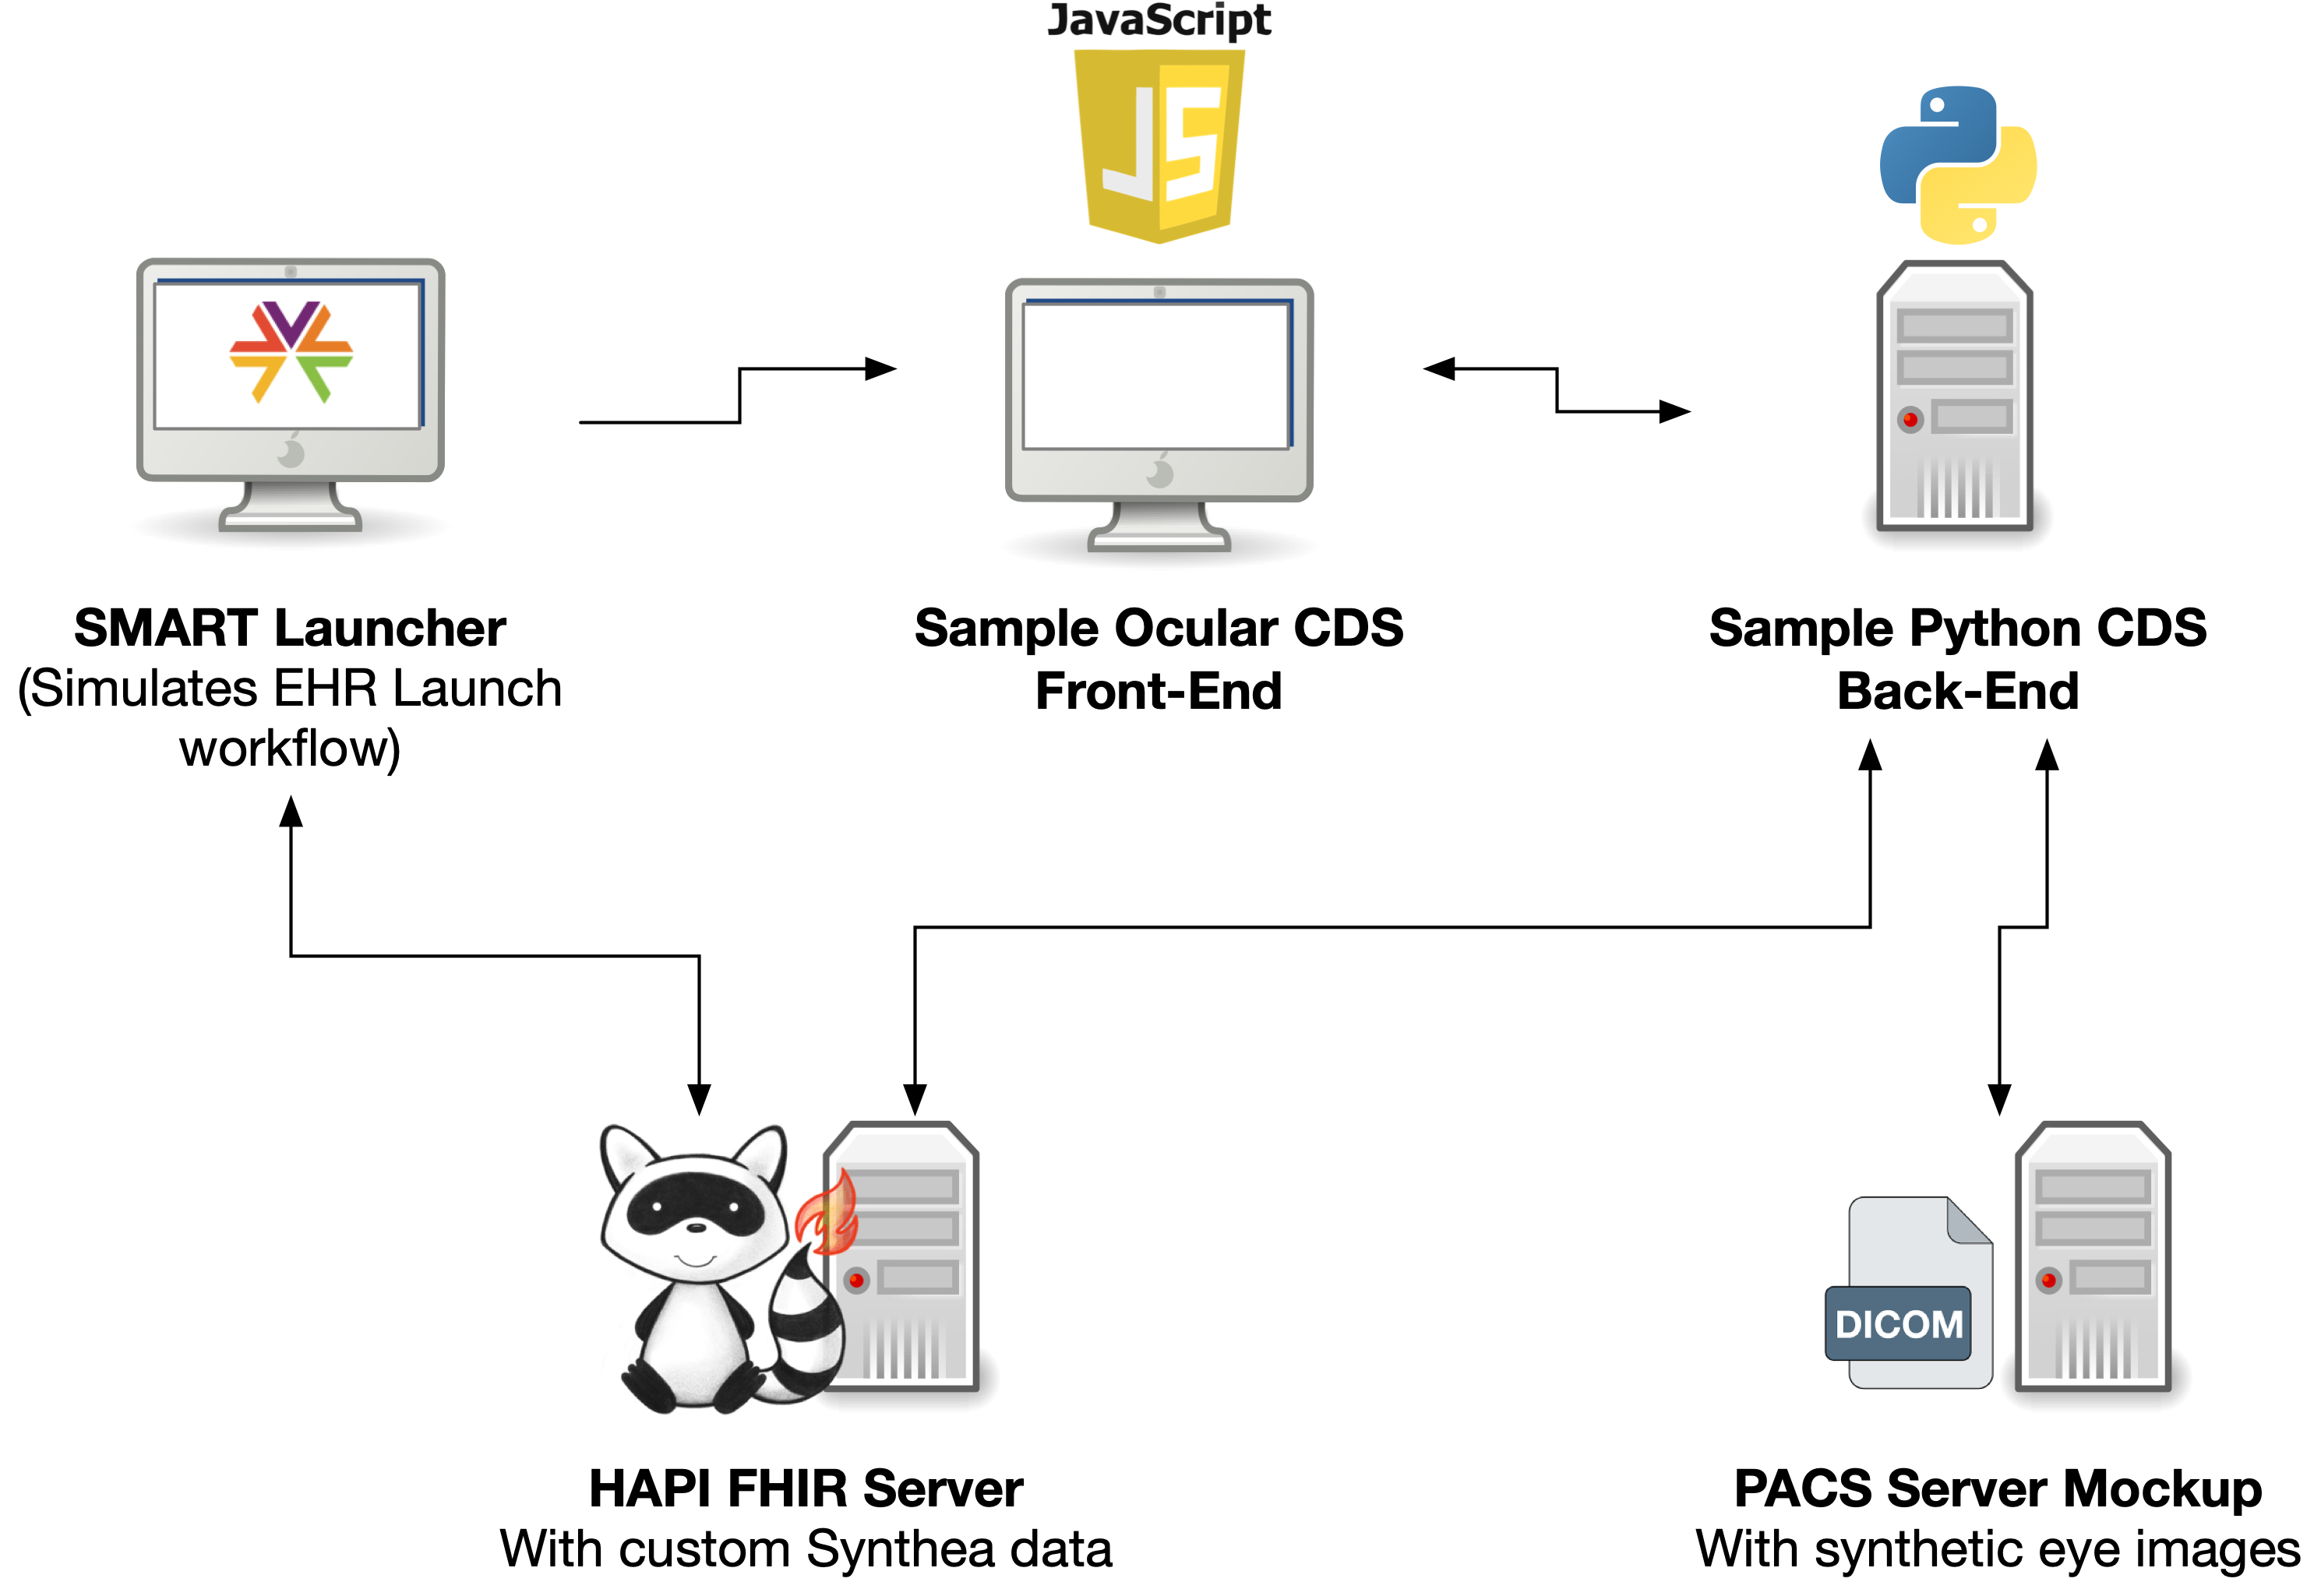 JavaScript
JS
SMART Launcher
(Simulates EHR Launch
workflow)
Sample Ocular CDS
Front-End
Sample Python CDS
Back-End
DICOM
HAPI FHIR Server
With custom Synthea data
PACS Server Mockup
With synthetic eye images